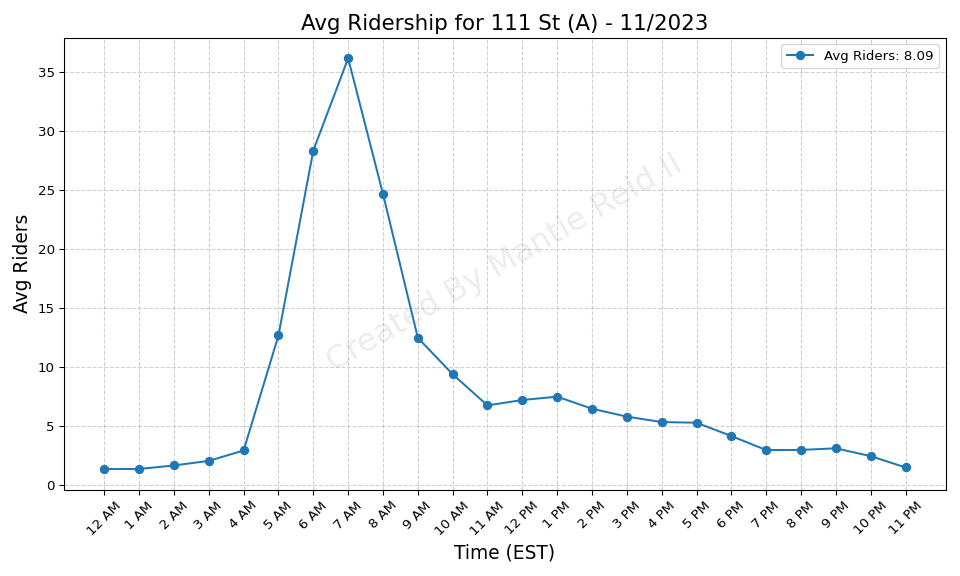 Avg Ridership for 111 St (A) - 11/2023
Avg Riders: 8.09
35
30
25
20
15
10
5
0
Avg Riders
Created By Mantie Reid II
12 AM
1 AM
2 AM
3 AM
4 AM
5 AM
6 AM
7 AM
8 AM
9 AM
10 AM
11 AM
12 PM
1 PM
2 PM
3 PM
4 PM
5 PM
6 PM
7 PM
8 PM
9 PM
10 PM
11 PM
Time (EST)